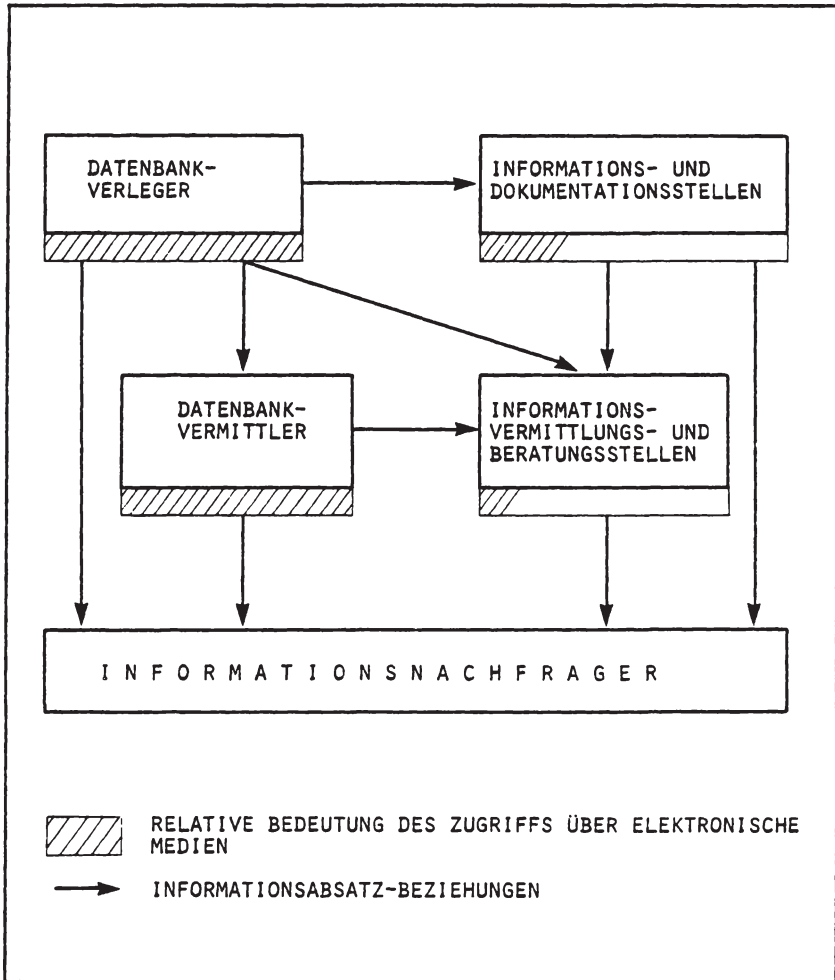 DATENBANK-
VERLEGER
INFORMATIONS- UND
DOKUMENTATIONSSTELLEN
DATENBANK-
VERMITTLER
INFORMATIONS-
VERMITTLUNGS- UND
BERATUNGSSTELLEN
INFORMATIONSNACHFRAGER
RELATIVE BEDEUTUNG DES ZUGRIFFS ÜBER ELEKTRONISCHE
MEDIEN
INFORMATIONSABSATZ-BEZIEHUNGEN